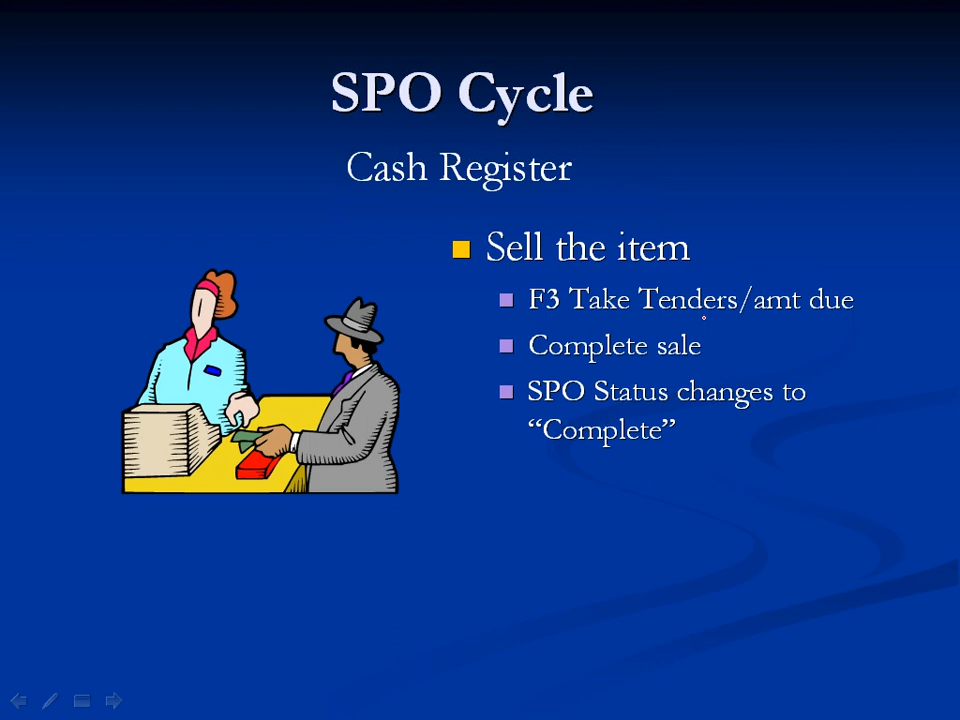 SPO Cycle
Cash Register
Sell the item
F3 Take Tenders/amt due
Complete sale
SPO Status changes to
“Complete”